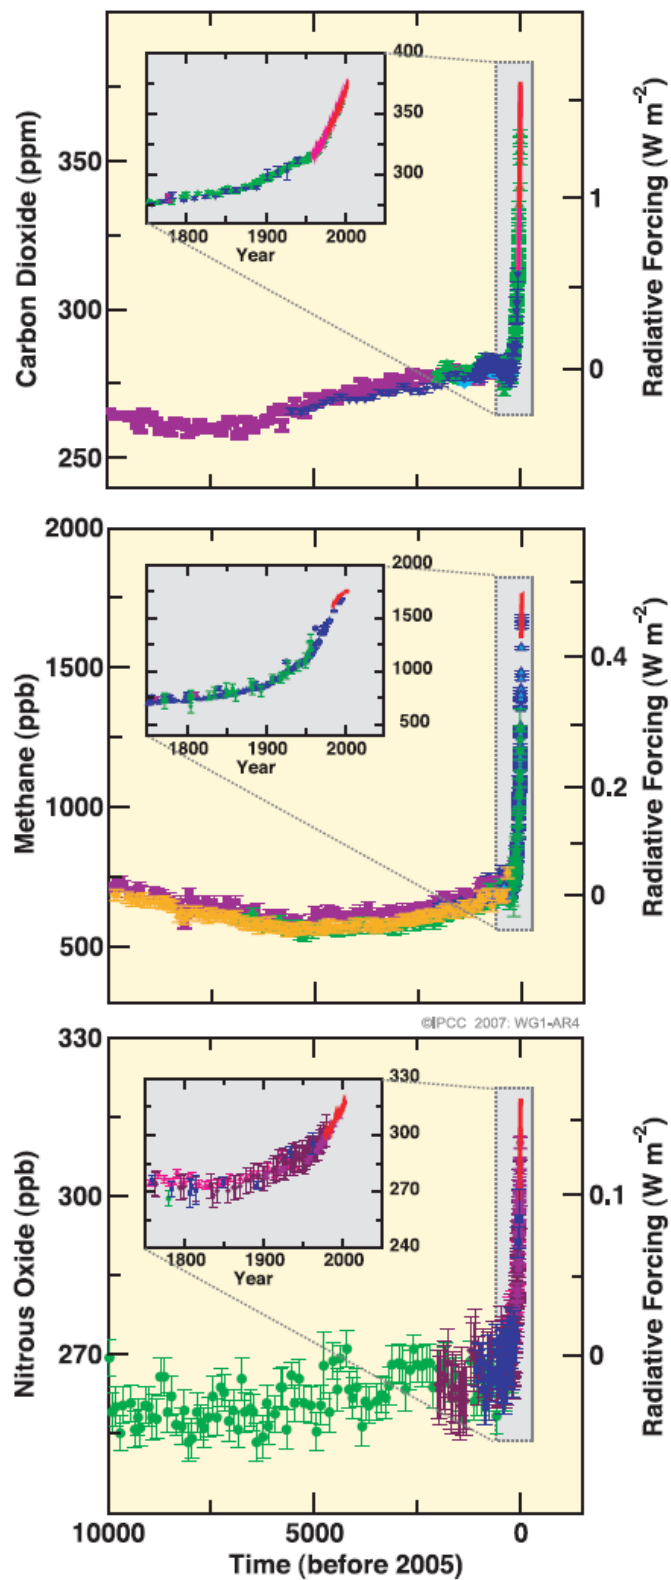 400
350
300
Carbon Dioxide (ppm)
350
300
250
1800 1900 2000
Year
1
0
Radiative Forcing (W m-2)
2000
1500
1000
500
Methane (ppb)
2000
1500
1000
500
1800 1900 2000
Year
0.4
0.2
0
Radiative Forcing (W m-2)
©IPCC 2007: WG1-AR4
330
300
270
Nitrous Oxide (ppb)
330
300
270
240
1800 1900 2000
Year
0.1
0
Radiative Forcing (W m-2)
10000 5000 0
Time (before 2005)